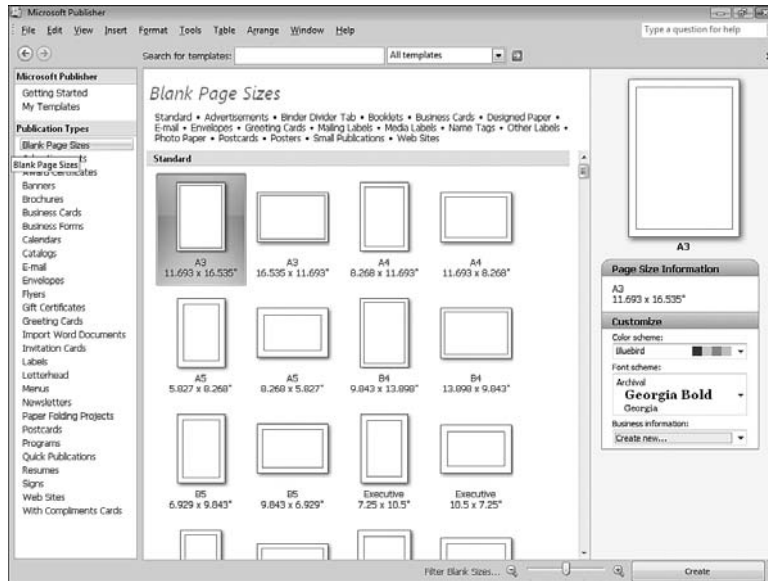 Microsoft Publisher
File Edit View Insert Format Tools Table Arrange Window Help
Type a question for help
Search for templates:
All templates
Microsoft Publisher
Getting Started
My Templates
Publication Types
Blank Page Sizes
Blank Page Sizes
Award Certificates
Banners
Brochures
Business Cards
Business Forms
Calendars
Catalogs
E-mail
Envelopes
Flyers
Gift Certificates
Greeting Cards
Import Word Documents
Invitation Cards
Labels
Letterhead
Menus
Newsletters
Paper Folding Projects
Postcards
Programs
Quick Publications
Resumes
Signs
Web Sites
With Compliments Cards
Blank Page Sizes
Standard • Advertisements • Binder Divider Tab • Booklets • Business Cards • Designed Paper •
E-mail • Envelopes • Greeting Cards • Mailing Labels • Media Labels • Name Tags • Other Labels •
Photo Paper • Postcards • Posters • Small Publications • Web Sites
Standard
A3 A3 A4 A4
11.693 x 16.535" 16.535 x 11.693" 8.268 x 11.693" 11.693 x 8.268"
A5 A5 B4 B4
5.827 x 8.268" 8.268 x 5.827" 9.843 x 13.898" 13.898 x 9.843"
B5 B5 Executive Executive
6.929 x 9.843" 9.843 x 6.929" 7.25 x 10.5" 10.5 x 7.25"
Filter Blank Sizes...
A3
Page Size Information
A3
11.693 x 16.535"
Customize
Color scheme:
Bluebird
Font scheme:
Archival
Georgia Bold
Georgia
Business information:
Create new...
Create